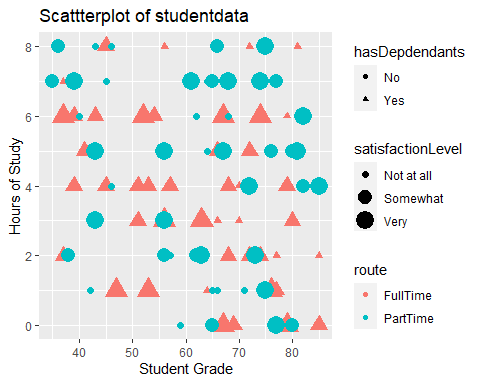 Scattterplot of studentdata
8
6
4
2
0
Hours of Study
40
50
60
70
80
Student Grade
hasDepdendants
No
Yes
satisfactionLevel
Not at all
Somewhat
Very
route
FullTime
PartTime